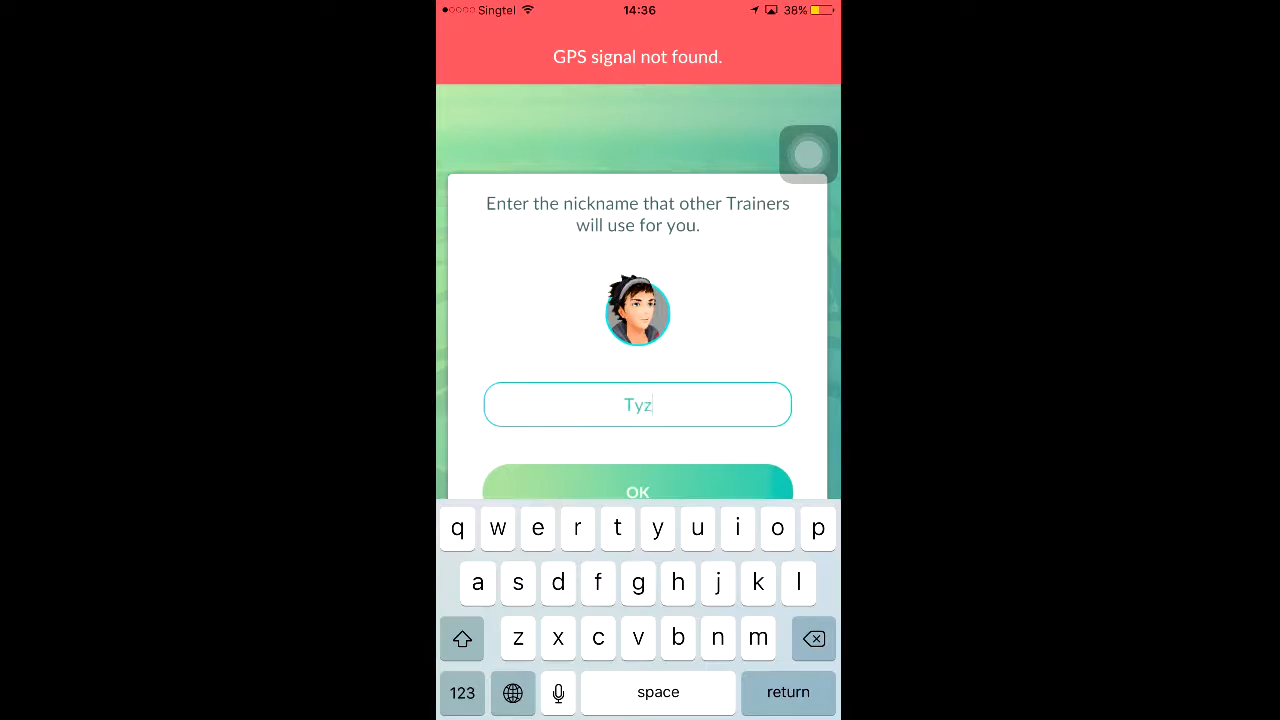 Singtel 14:36 38%
GPS signal not found.
Enter the nickname that other Trainers
will use for you.
Tyz
OK
q w e r t y u i o p
a s d f g h j k l
z x c v b n m
123 space return